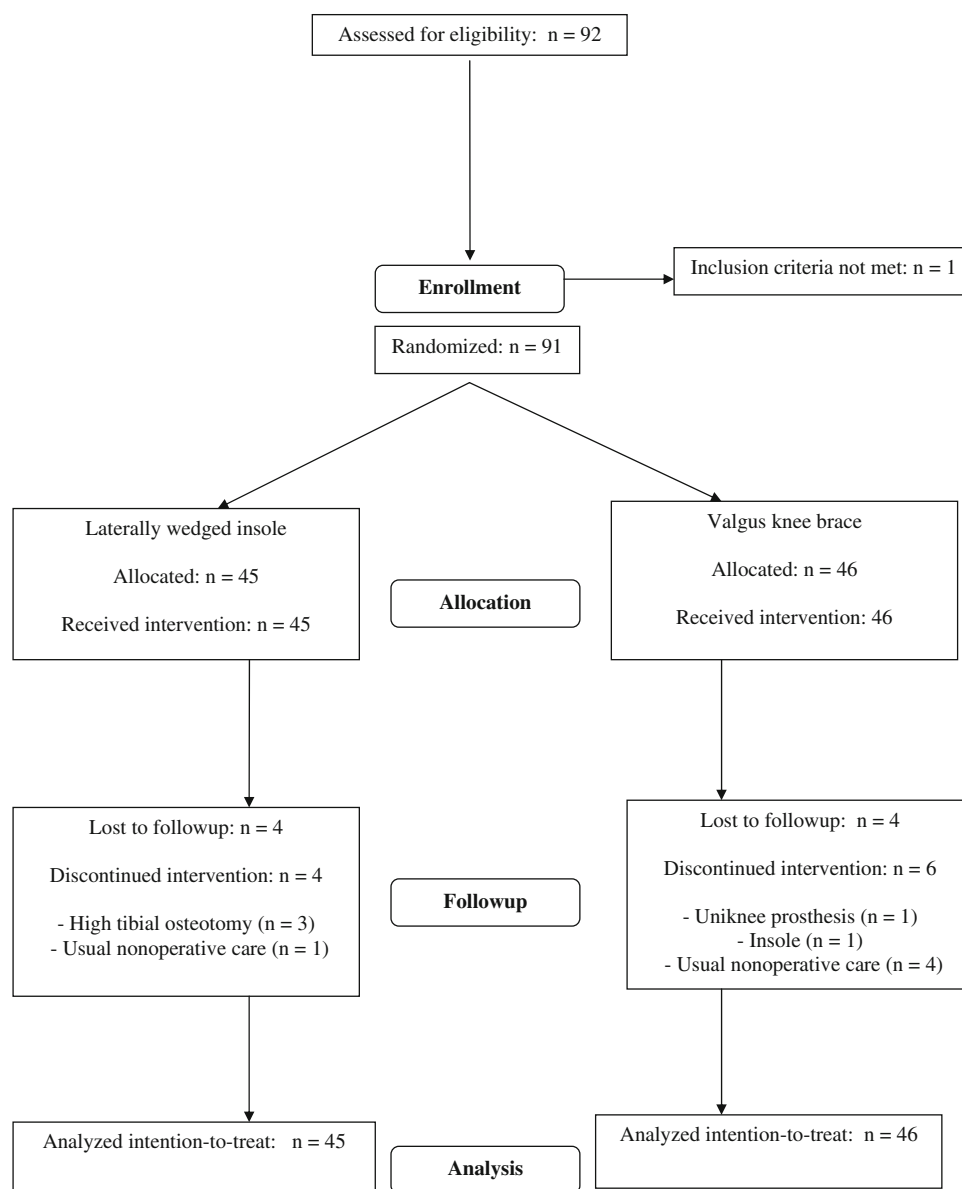 Assessed for eligibility: n = 92
Enrollment
Inclusion criteria not met: n = 1
Randomized: n = 91
Laterally wedged insole
Allocated: n = 45
Received intervention: n = 45
Allocation
Valgus knee brace
Allocated: n = 46
Received intervention: 46
Lost to followup: n = 4
Discontinued intervention: n = 4
- High tibial osteotomy (n = 3)
- Usual nonoperative care (n = 1)
Followup
Lost to followup: n = 4
Discontinued intervention: n = 6
- Uniknee prosthesis (n = 1)
- Insole (n = 1)
- Usual nonoperative care (n = 4)
Analyzed intention-to-treat: n = 45
Analysis
Analyzed intention-to-treat: n = 46